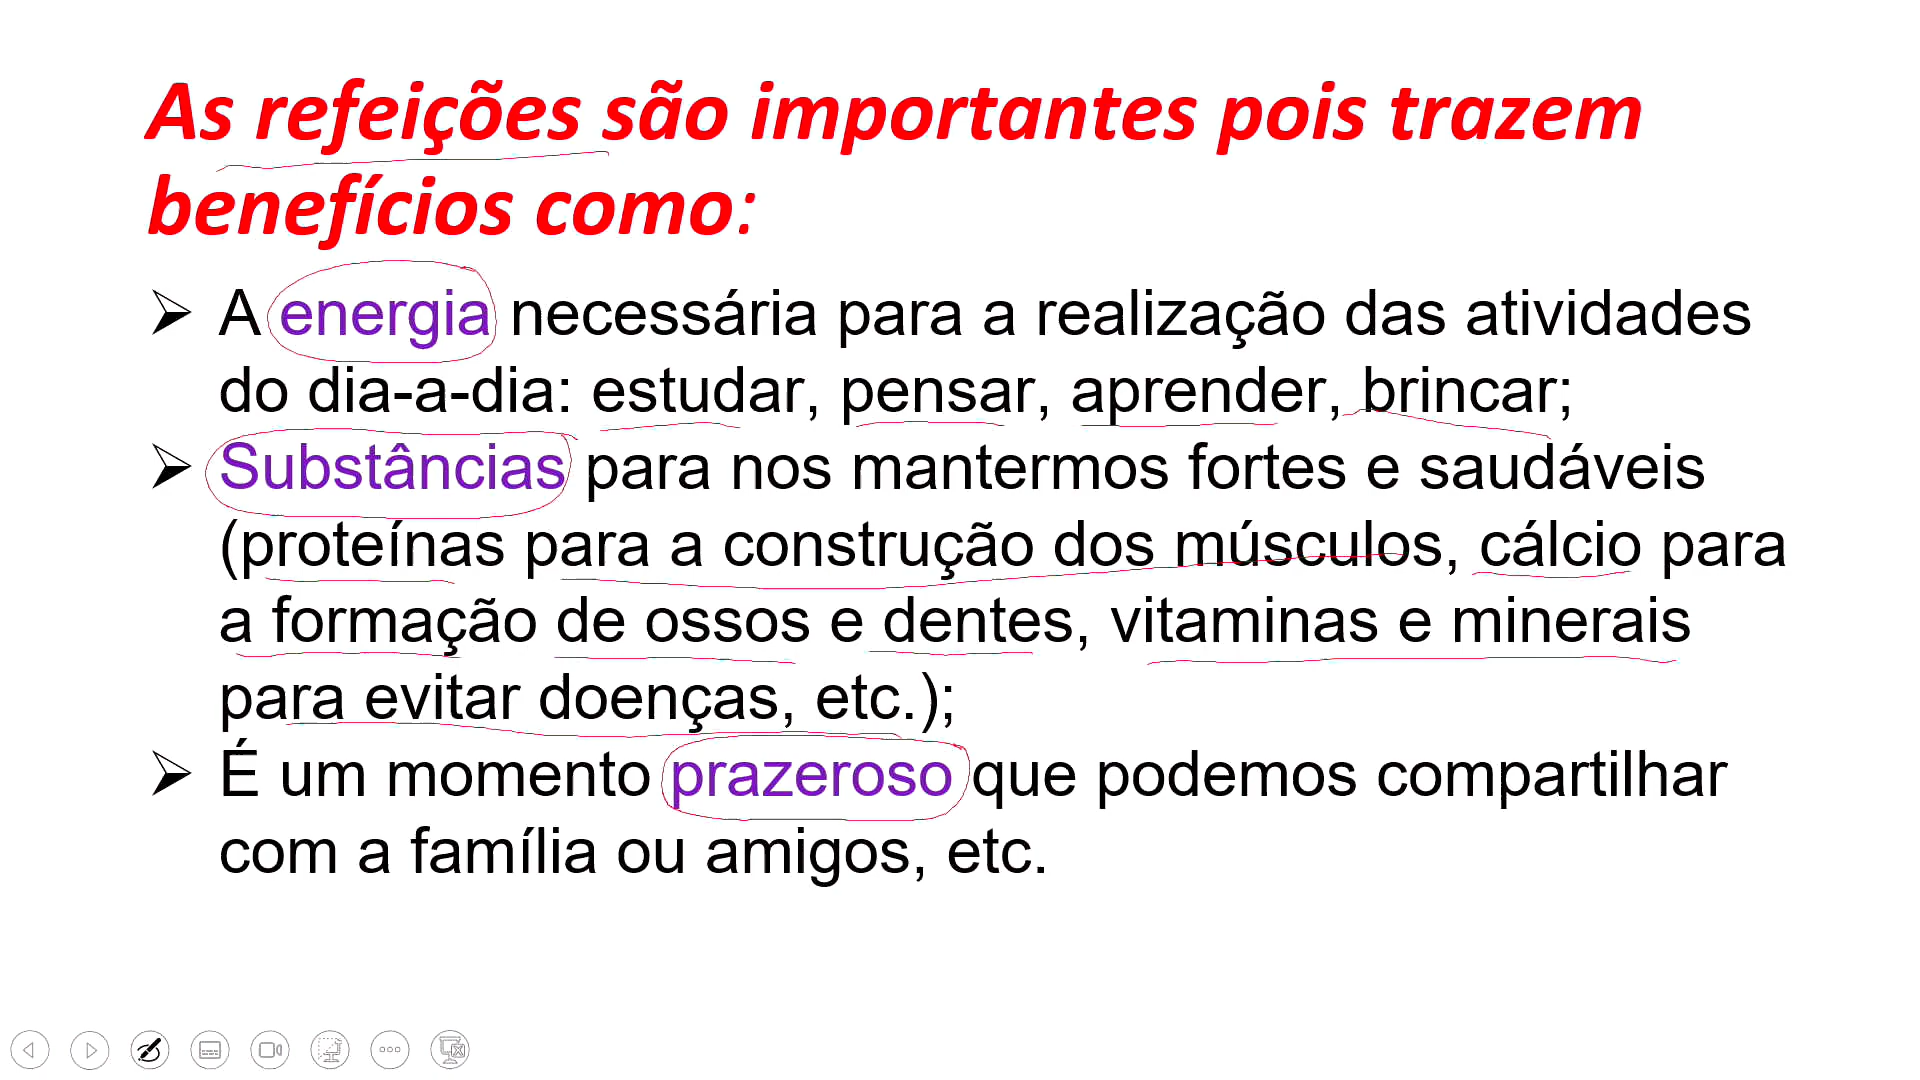 As refeições são importantes pois trazem
benefícios como:
➢ A energia necessária para a realização das atividades
do dia-a-dia: estudar, pensar, aprender, brincar;
➢ Substâncias para nos mantermos fortes e saudáveis
(proteínas para a construção dos músculos, cálcio para
a formação de ossos e dentes, vitaminas e minerais
para evitar doenças, etc.);
➢ É um momento prazeroso que podemos compartilhar
com a família ou amigos, etc.